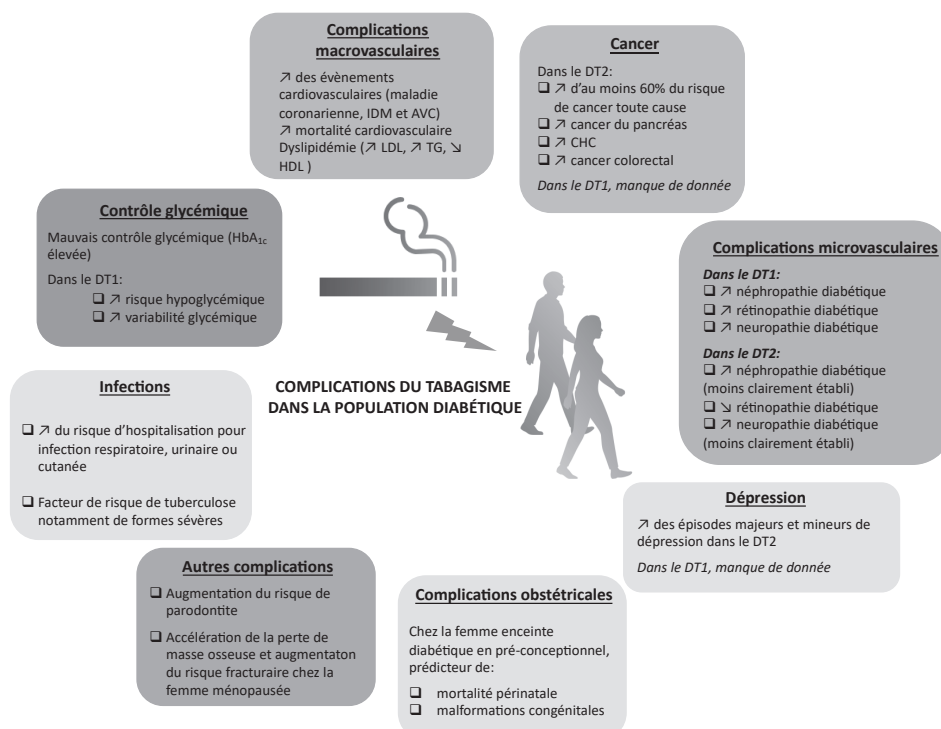 Complications
macrovasculaires
↗ des évènements
cardiovasculaires (maladie
coronarienne, IDM et AVC)
↗ mortalité cardiovasculaire
Dyslipidémie (↗ LDL, ↗ TG, ↘
HDL )
Cancer
Dans le DT2:
❑ ↗ d'au moins 60% du risque
de cancer toute cause
❑ ↗ cancer du pancréas
❑ ↗ CHC
❑ ↗ cancer colorectal
Dans le DT1, manque de donnée
Contrôle glycémique
Mauvais contrôle glycémique (HbA1c
élevée)
Dans le DT1:
❑ ↗ risque hypoglycémique
❑ ↗ variabilité glycémique
Complications microvasculaires
Dans le DT1:
❑ ↗ néphropathie diabétique
❑ ↗ rétinopathie diabétique
❑ ↗ neuropathie diabétique
Dans le DT2:
❑ ↗ néphropathie diabétique
(moins clairement établi)
❑ ↘ rétinopathie diabétique
❑ ↗ neuropathie diabétique
(moins clairement établi)
COMPLICATIONS DU TABAGISME
DANS LA POPULATION DIABÉTIQUE
Infections
❑ ↗ du risque d'hospitalisation pour
infection respiratoire, urinaire ou
cutanée
❑ Facteur de risque de tuberculose
notamment de formes sévères
Dépression
↗ des épisodes majeurs et mineurs de
dépression dans le DT2
Dans le DT1, manque de donnée
Autres complications
❑ Augmentation du risque de
parodontite
❑ Accélération de la perte de
masse osseuse et augmentaton
du risque fracturaire chez la
femme ménopausée
Complications obstétricales
Chez la femme enceinte
diabétique en pré-conceptionnel,
prédicteur de:
❑ mortalité périnatale
❑ malformations congénitales